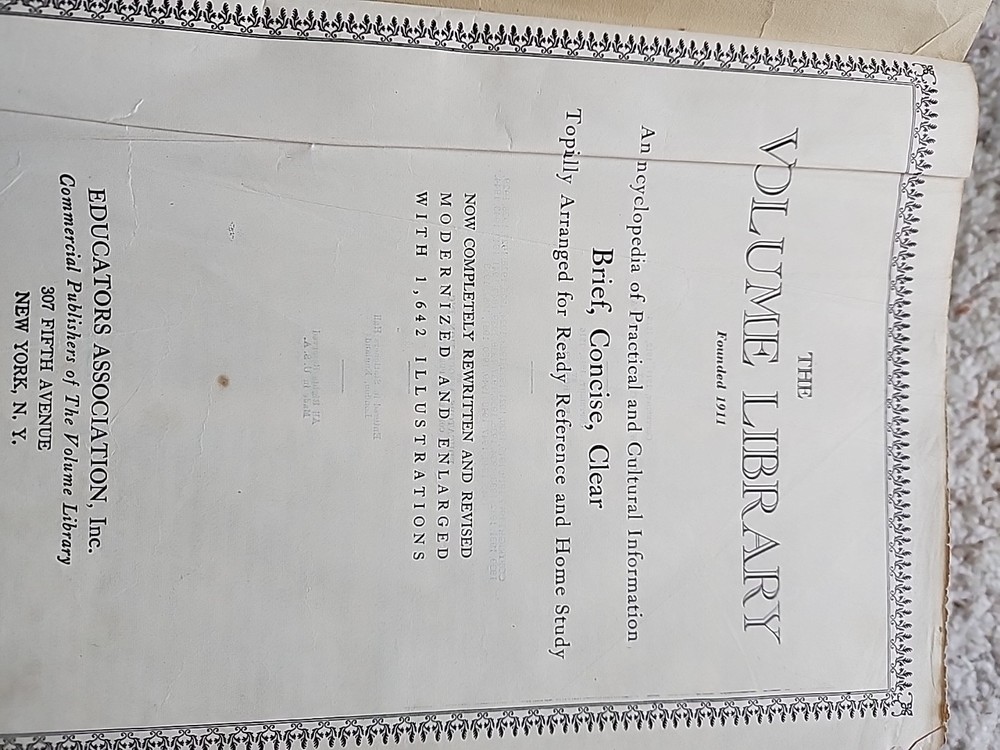 THE
VOLUME LIBRARY
Founded 1911
An ncyclopedia of Practical and Cultural Information
Brief, Concise, Clear
Topilly Arranged for Ready Reference and Home Study
NOW COMPLETELY REWRITTEN AND REVISED
MODERNIZED AND ENLARGED
WITH 1,642 ILLUSTRATIONS
EDUCATORS ASSOCIATION, Inc.
Commercial Publishers of The Volume Library
307 FIFTH AVENUE
NEW YORK, N. Y.